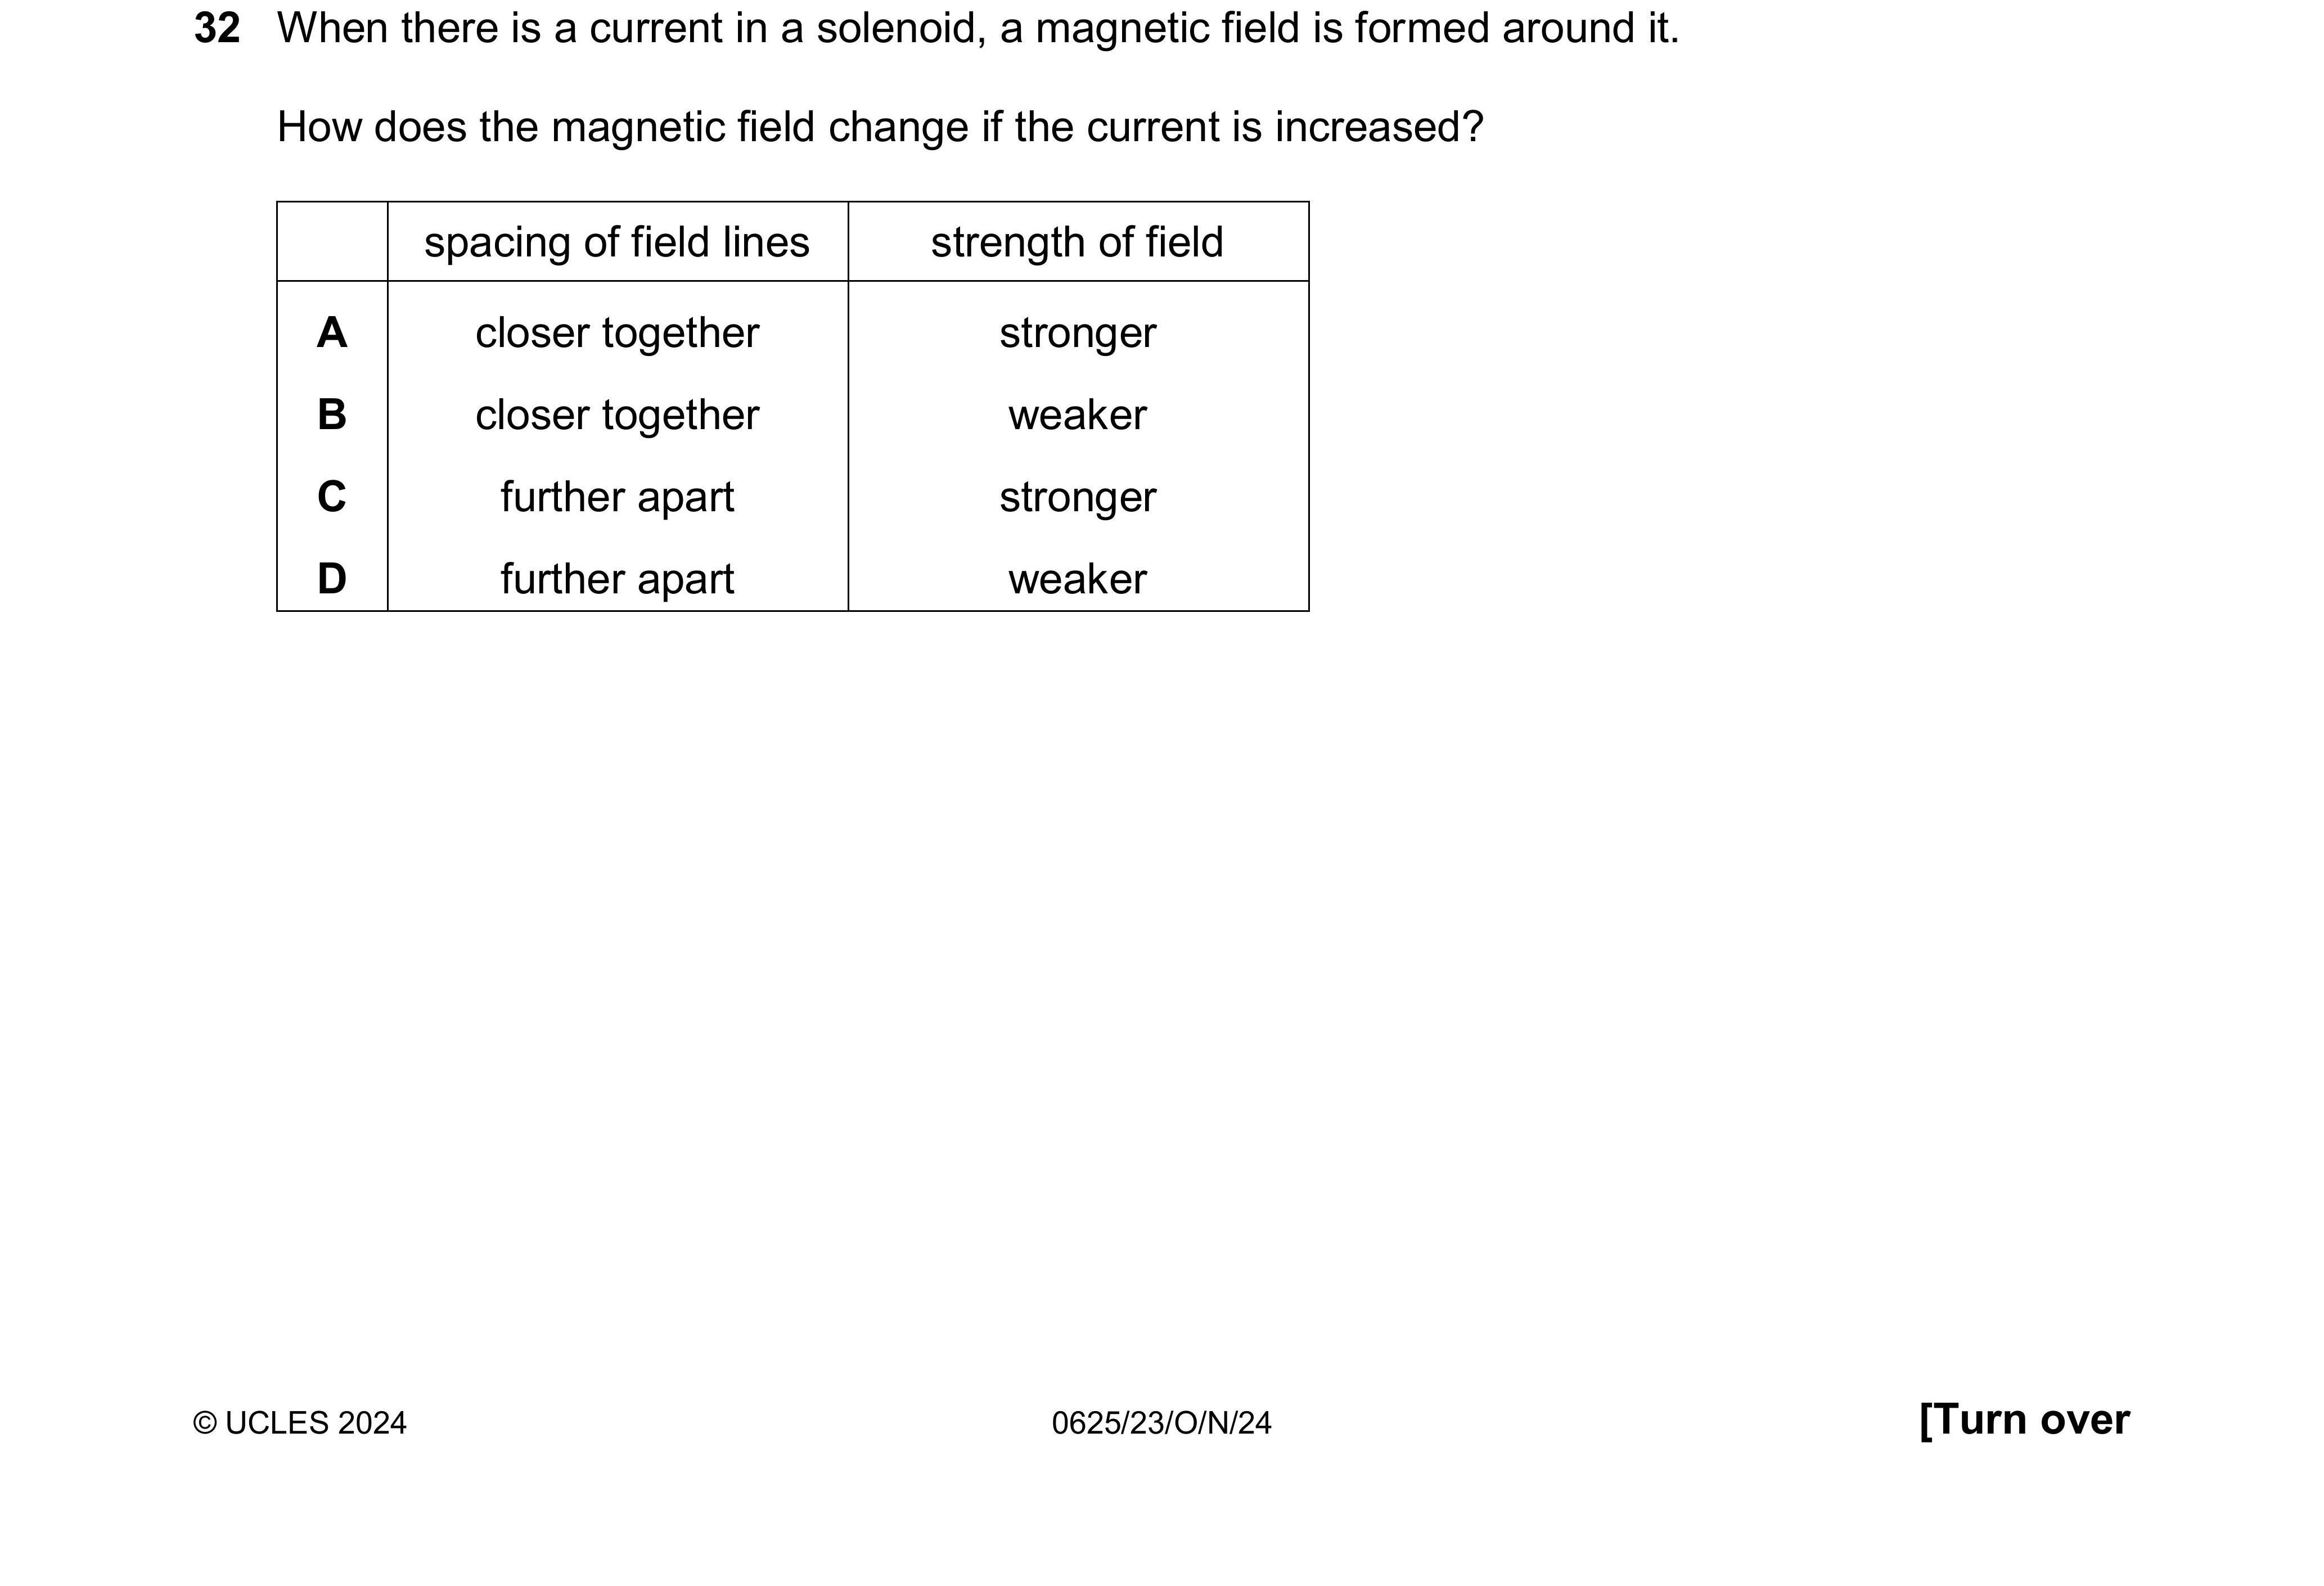 32 When there is a current in a solenoid, a magnetic field is formed around it.
How does the magnetic field change if the current is increased?
spacing of field lines strength of field
A closer together stronger
B closer together weaker
C further apart stronger
D further apart weaker
© UCLES 2024 0625/23/O/N/24 [Turn over